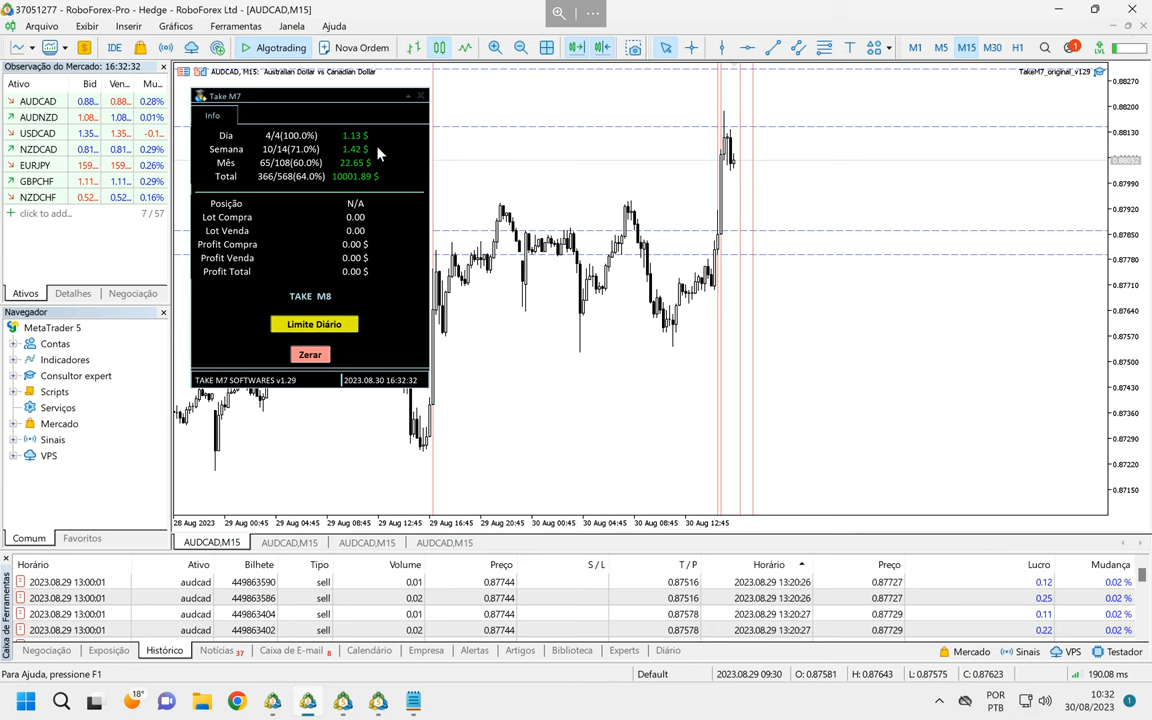 37051277 - RoboForex-Pro - Hedge - RoboForex Ltd - [AUDCAD,M15]
Arquivo Exibir Inserir Gráficos Ferramentas Janela Ajuda
IDE Algotrading Nova Ordem M1 M5 M15 M30 H1 LVL
Observação do Mercado: 16:32:32
Ativo Bid Ven... Mu...
AUDCAD 0.88... 0.88... 0.28%
AUDNZD 1.08... 1.08... 0.01%
USDCAD 1.35... 1.35... -0.1...
NZDCAD 0.81... 0.81... 0.29%
EURJPY 159... 159... 0.26%
GBPCHF 1.11... 1.11... 0.29%
NZDCHF 0.52... 0.52... 0.16%
click to add... 7 / 57
Ativos Detalhes Negociação
Navegador
MetaTrader 5
Contas
Indicadores
Consultor expert
Scripts
Serviços
Mercado
Sinais
VPS
Comum Favoritos
AUDCAD, M15: Australian Dollar vs Canadian Dollar
TakeM7_original_v129
Take M7
Info
Dia 4/4(100.0%) 1.13 $
Semana 10/14(71.0%) 1.42 $
Mês 65/108(60.0%) 22.65 $
Total 366/568(64.0%) 10001.89 $
Posição N/A
Lot Compra 0.00
Lot Venda 0.00
Profit Compra 0.00 $
Profit Venda 0.00 $
Profit Total 0.00 $
TAKE M8
Limite Diário
Zerar
TAKE M7 SOFTWARES v1.29 2023.08.30 16:32:32
0.88270
0.88200
0.88130
0.87990
0.87920
0.87850
0.87780
0.87710
0.87640
0.87570
0.87500
0.87430
0.87360
0.87290
0.87220
0.87150
28 Aug 2023 29 Aug 00:45 29 Aug 04:45 29 Aug 08:45 29 Aug 12:45 29 Aug 16:45 29 Aug 20:45 30 Aug 00:45 30 Aug 04:45 30 Aug 08:45 30 Aug 12:45
AUDCAD,M15 AUDCAD,M15 AUDCAD,M15 AUDCAD,M15
Caixa de Ferramentas
Horário Ativo Bilhete Tipo Volume Preço S / L T / P Horário Preço Lucro Mudança
2023.08.29 13:00:01 audcad 449863590 sell 0.01 0.87744 0.87516 2023.08.29 13:20:26 0.87727 0.12 0.02 %
2023.08.29 13:00:01 audcad 449863586 sell 0.02 0.87744 0.87516 2023.08.29 13:20:26 0.87727 0.25 0.02 %
2023.08.29 13:00:01 audcad 449863404 sell 0.01 0.87744 0.87578 2023.08.29 13:20:27 0.87729 0.11 0.02 %
2023.08.29 13:00:01 audcad 449863402 sell 0.02 0.87744 0.87578 2023.08.29 13:20:27 0.87729 0.22 0.02 %
Negociação Exposição Histórico Notícias 37 Caixa de E-mail 8 Calendário Empresa Alertas Artigos Biblioteca Experts Diário Mercado Sinais VPS Testador
Para Ajuda, pressione F1 Default 2023.08.29 09:30 O: 0.87581 H: 0.87643 L: 0.87575 C: 0.87623 190.08 ms
18° POR 10:32
PTB 30/08/2023 1